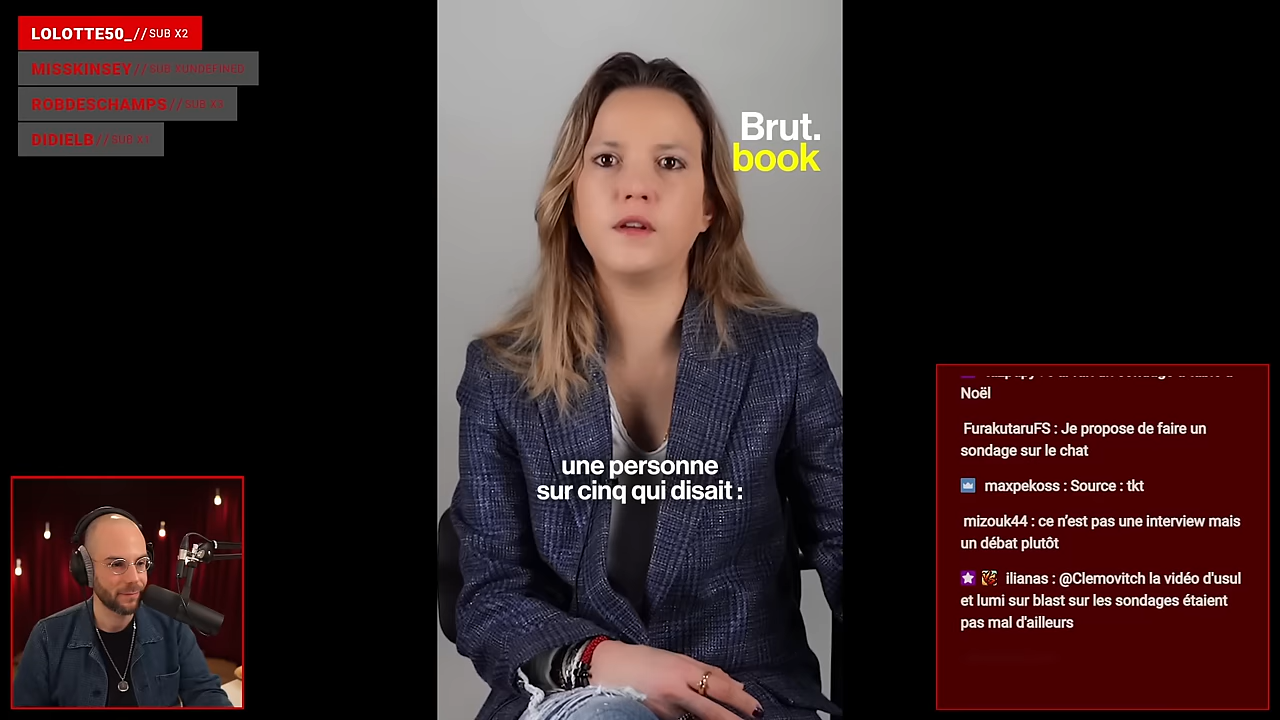 LOLOTTE50_//SUB X2
MISSKINSEY//SUB XUNDEFINED
ROBDESCHAMPS//SUB
DIDIELB//SUB X1
Brut.
book
une personne
sur cinq qui disait :
Noël
FurakutaruFS : Je propose de faire un
sondage sur le chat
maxpekoss : Source : tkt
mizouk44 : ce n'est pas une interview mais
un débat plutôt
ilianas : @Clemovitch la vidéo d'usul
et lumi sur blast sur les sondages étaient
pas mal d'ailleurs